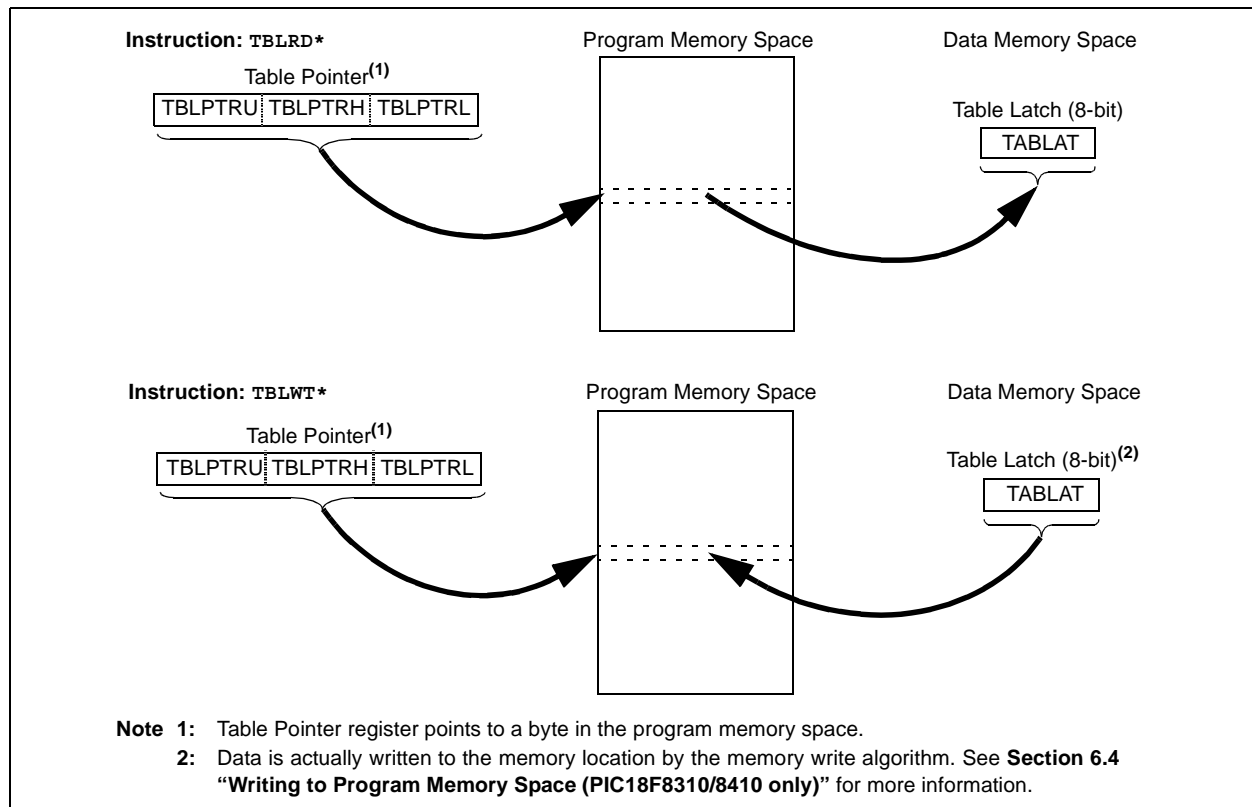 Instruction: TBLRD* Program Memory Space Data Memory Space
Table Pointer(1)
TBLPTRU TBLPTRH TBLPTRL
Table Latch (8-bit)
TABLAT
Instruction: TBLWT* Program Memory Space Data Memory Space
Table Pointer(1)
TBLPTRU TBLPTRH TBLPTRL
Table Latch (8-bit)(2)
TABLAT
Note 1: Table Pointer register points to a byte in the program memory space.
2: Data is actually written to the memory location by the memory write algorithm. See Section 6.4
“Writing to Program Memory Space (PIC18F8310/8410 only)” for more information.